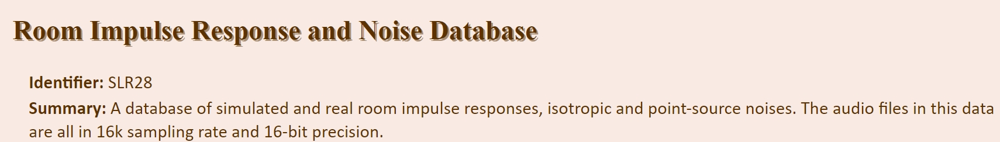 Room Impulse Response and Noise Database
Identifier: SLR28
Summary: A database of simulated and real room impulse responses, isotropic and point-source noises. The audio files in this data
are all in 16k sampling rate and 16-bit precision.